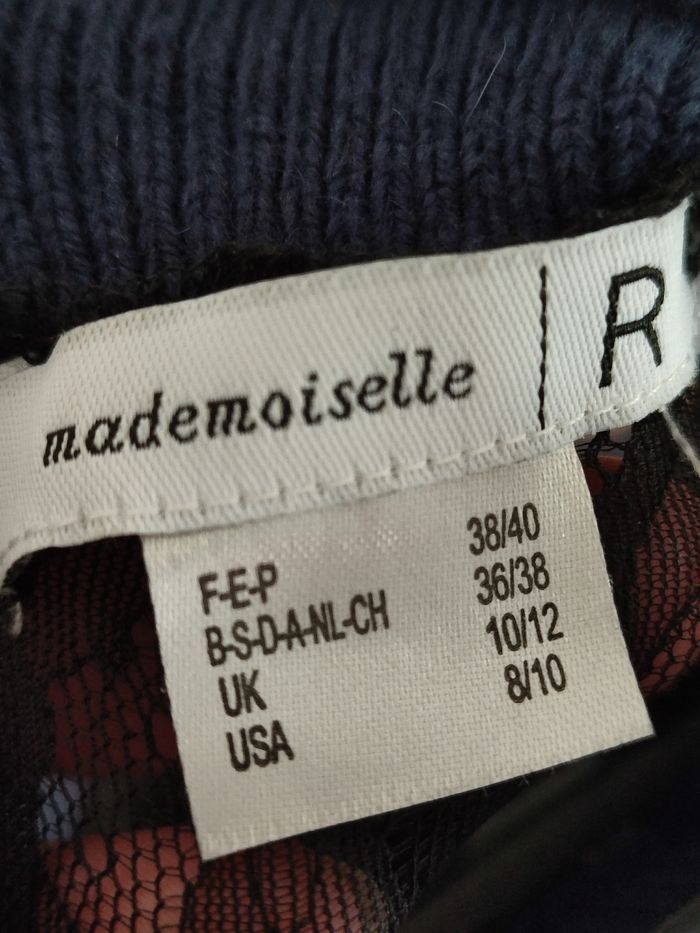 mademoiselle | R
F-E-P 38/40
B-S-D-A-NL-CH 36/38
UK 10/12
USA 8/10